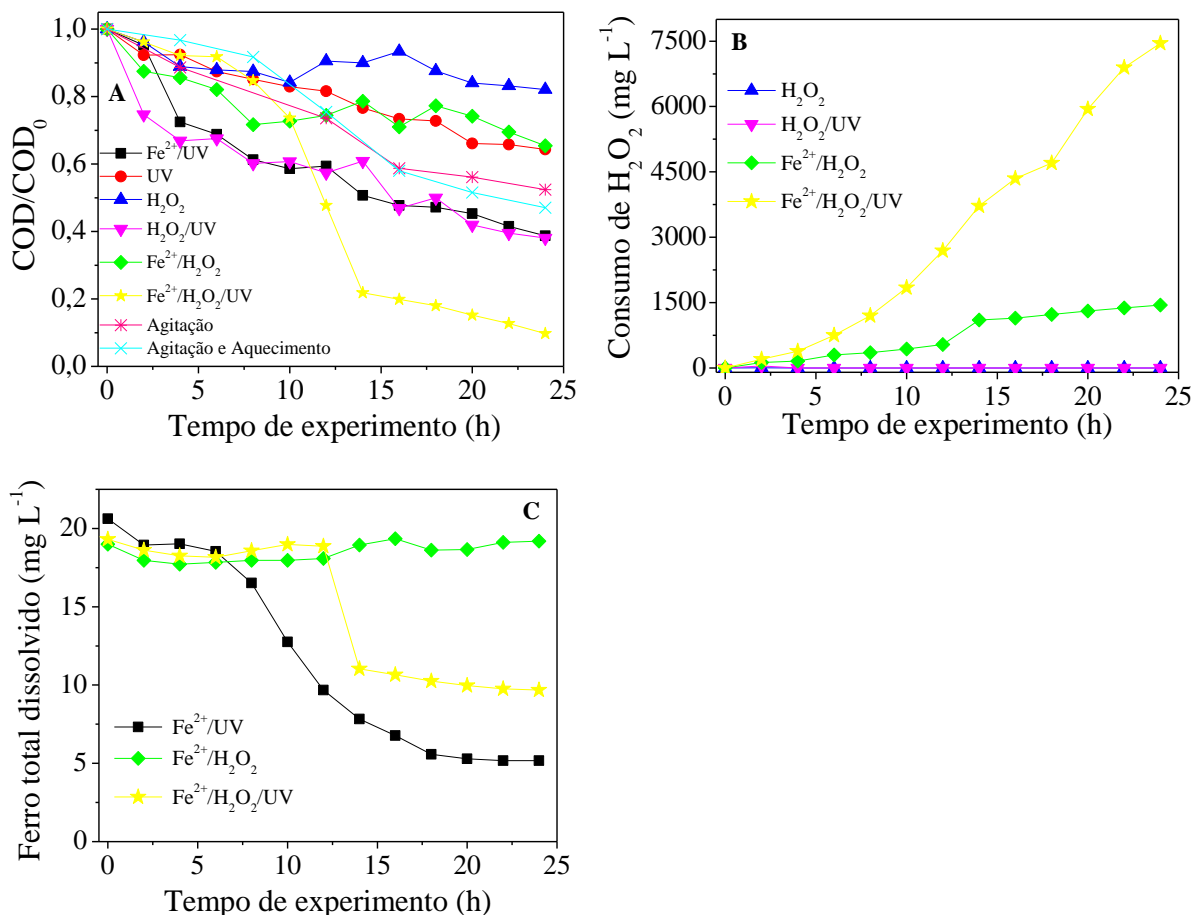 A
COD/COD₀
1,0
0,8
0,6
0,4
0,2
0,0
Fe²⁺/UV
UV
H₂O₂
H₂O₂/UV
Fe²⁺/H₂O₂
Fe²⁺/H₂O₂/UV
Agitação
Agitação e Aquecimento
0 5 10 15 20 25
Tempo de experimento (h)
B
Consumo de H₂O₂ (mg L⁻¹)
7500
6000
4500
3000
1500
0
H₂O₂
H₂O₂/UV
Fe²⁺/H₂O₂
Fe²⁺/H₂O₂/UV
0 5 10 15 20 25
Tempo de experimento (h)
C
Ferro total dissolvido (mg L⁻¹)
20
15
10
5
0
Fe²⁺/UV
Fe²⁺/H₂O₂
Fe²⁺/H₂O₂/UV
0 5 10 15 20 25
Tempo de experimento (h)